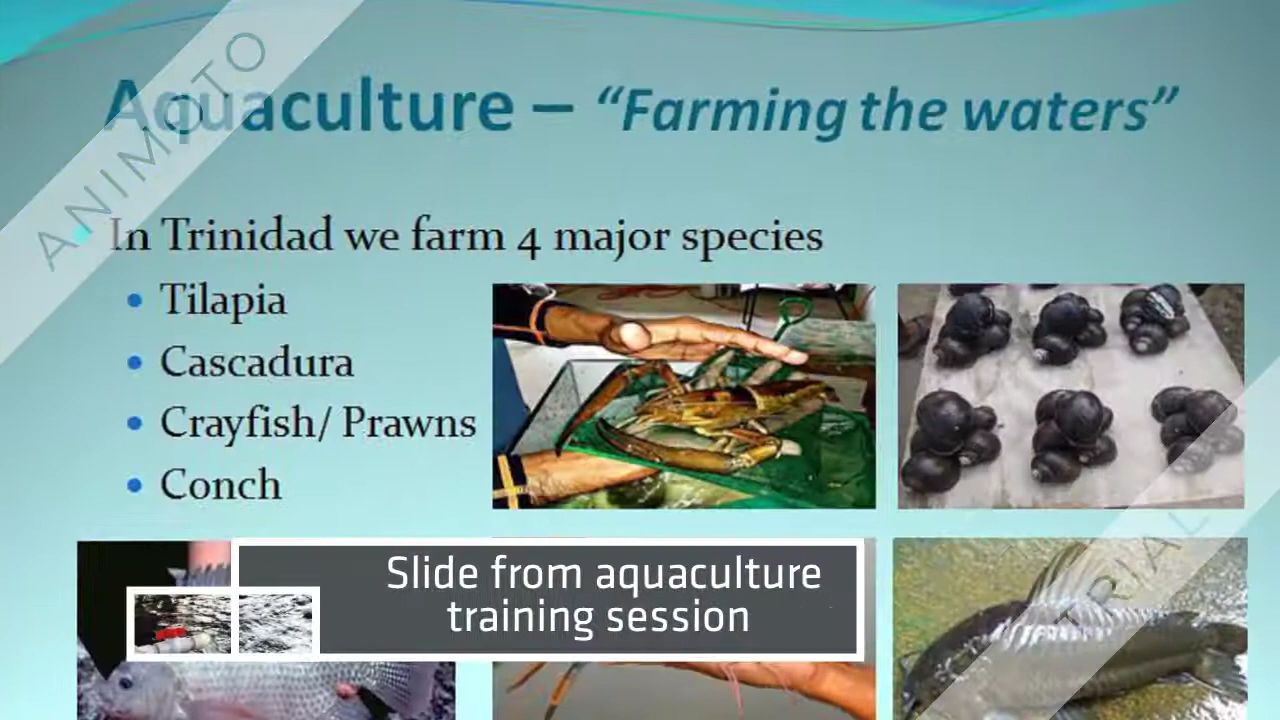 Aquaculture – “Farming the waters”
In Trinidad we farm 4 major species
Tilapia
Cascadura
Crayfish/ Prawns
Conch
Slide from aquaculture
training session
ANIMOTO
TRIAL